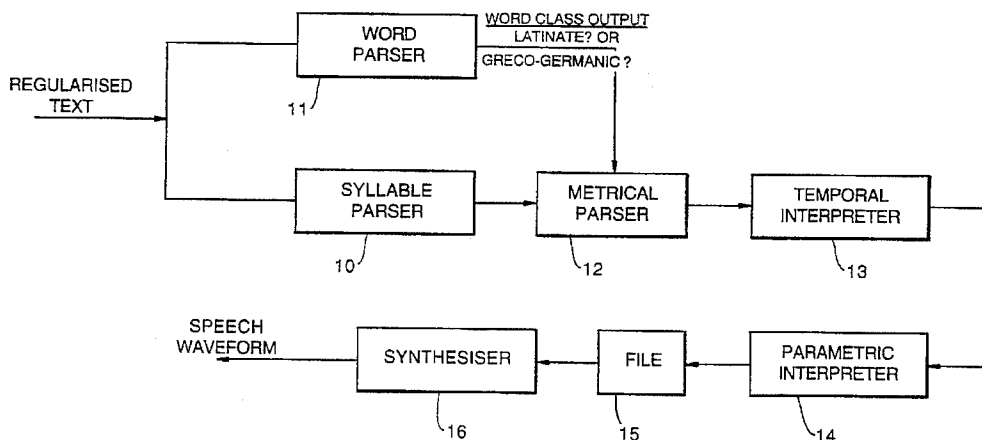 WORD
PARSER
11
WORD CLASS OUTPUT
LATINATE? OR
GRECO-GERMANIC ?
REGULARISED
TEXT
SYLLABLE
PARSER
10
METRICAL
PARSER
12
TEMPORAL
INTERPRETER
13
SPEECH
WAVEFORM
SYNTHESISER
16
FILE
15
PARAMETRIC
INTERPRETER
14